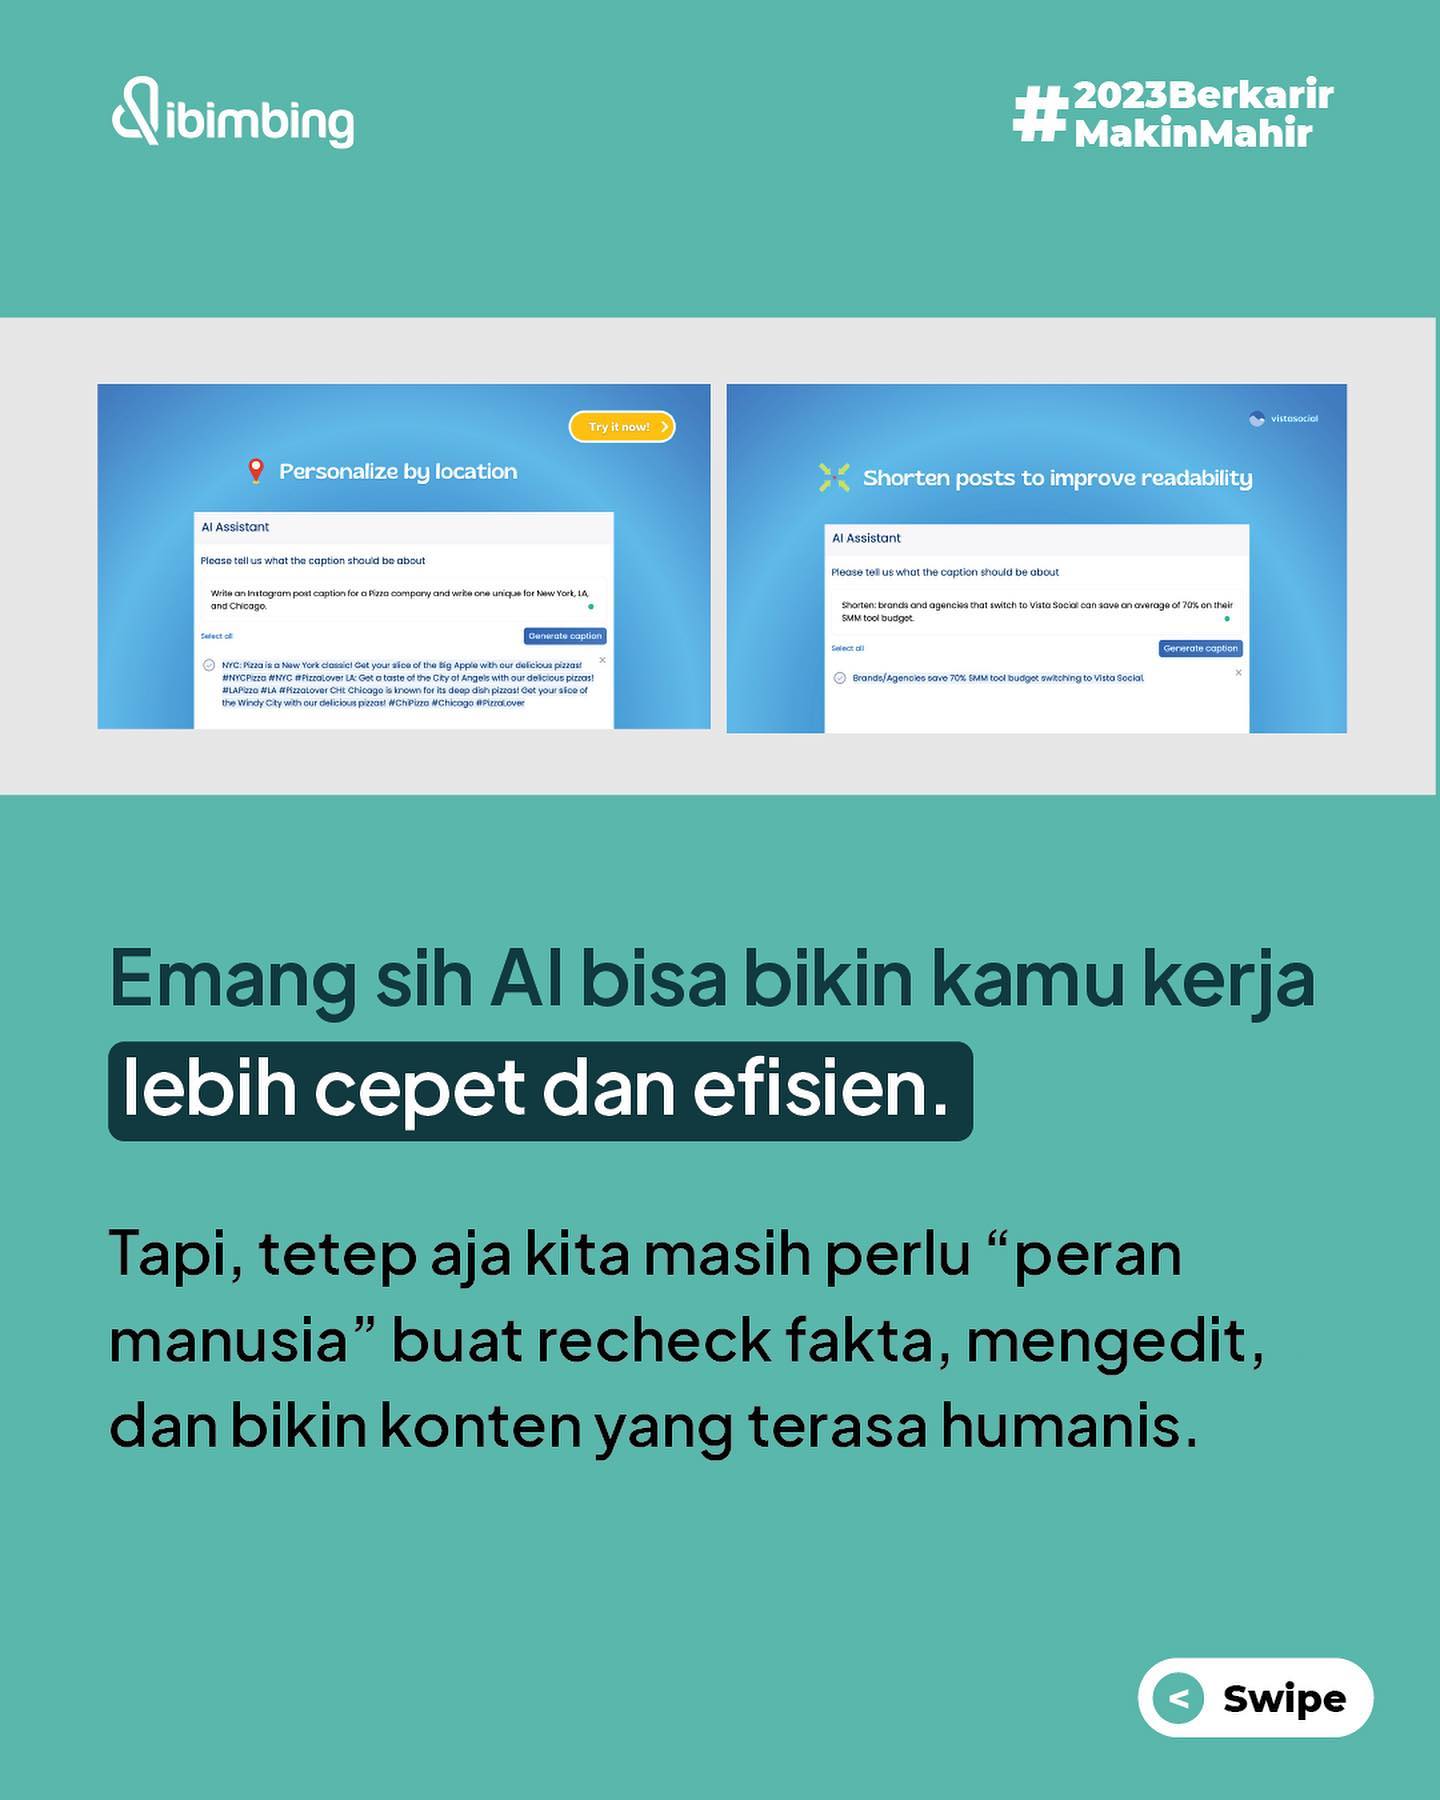 dibimbing
#2023Berkarir
MakinMahir
Try it now!
Personalize by location
AI Assistant
Please tell us what the caption should be about
Write an Instagram post caption for a Pizza company and write one unique for New York, LA,
and Chicago.
Select all
Generate caption
NYC: Pizza is a New York classic! Get your slice of the Big Apple with our delicious pizzas!
#NYCPizza #NYC #PizzaLover LA: Get a taste of the City of Angels with our delicious pizzas!
#LAPizza #LA #PizzaLover CHI: Chicago is known for its deep dish pizzas! Get your slice of
the Windy City with our delicious pizzas! #ChiPizza #Chicago #PizzaLover
vistasocial
Shorten posts to improve readability
AI Assistant
Please tell us what the caption should be about
Shorten: brands and agencies that switch to Vista Social can save an average of 70% on their
SMM tool budget.
Select all
Generate caption
Brands/Agencies save 70% SMM tool budget switching to Vista Social.
Emang sih AI bisa bikin kamu kerja
lebih cepet dan efisien.
Tapi, tetep aja kita masih perlu “peran
manusia” buat recheck fakta, mengedit,
dan bikin konten yang terasa humanis.
< Swipe